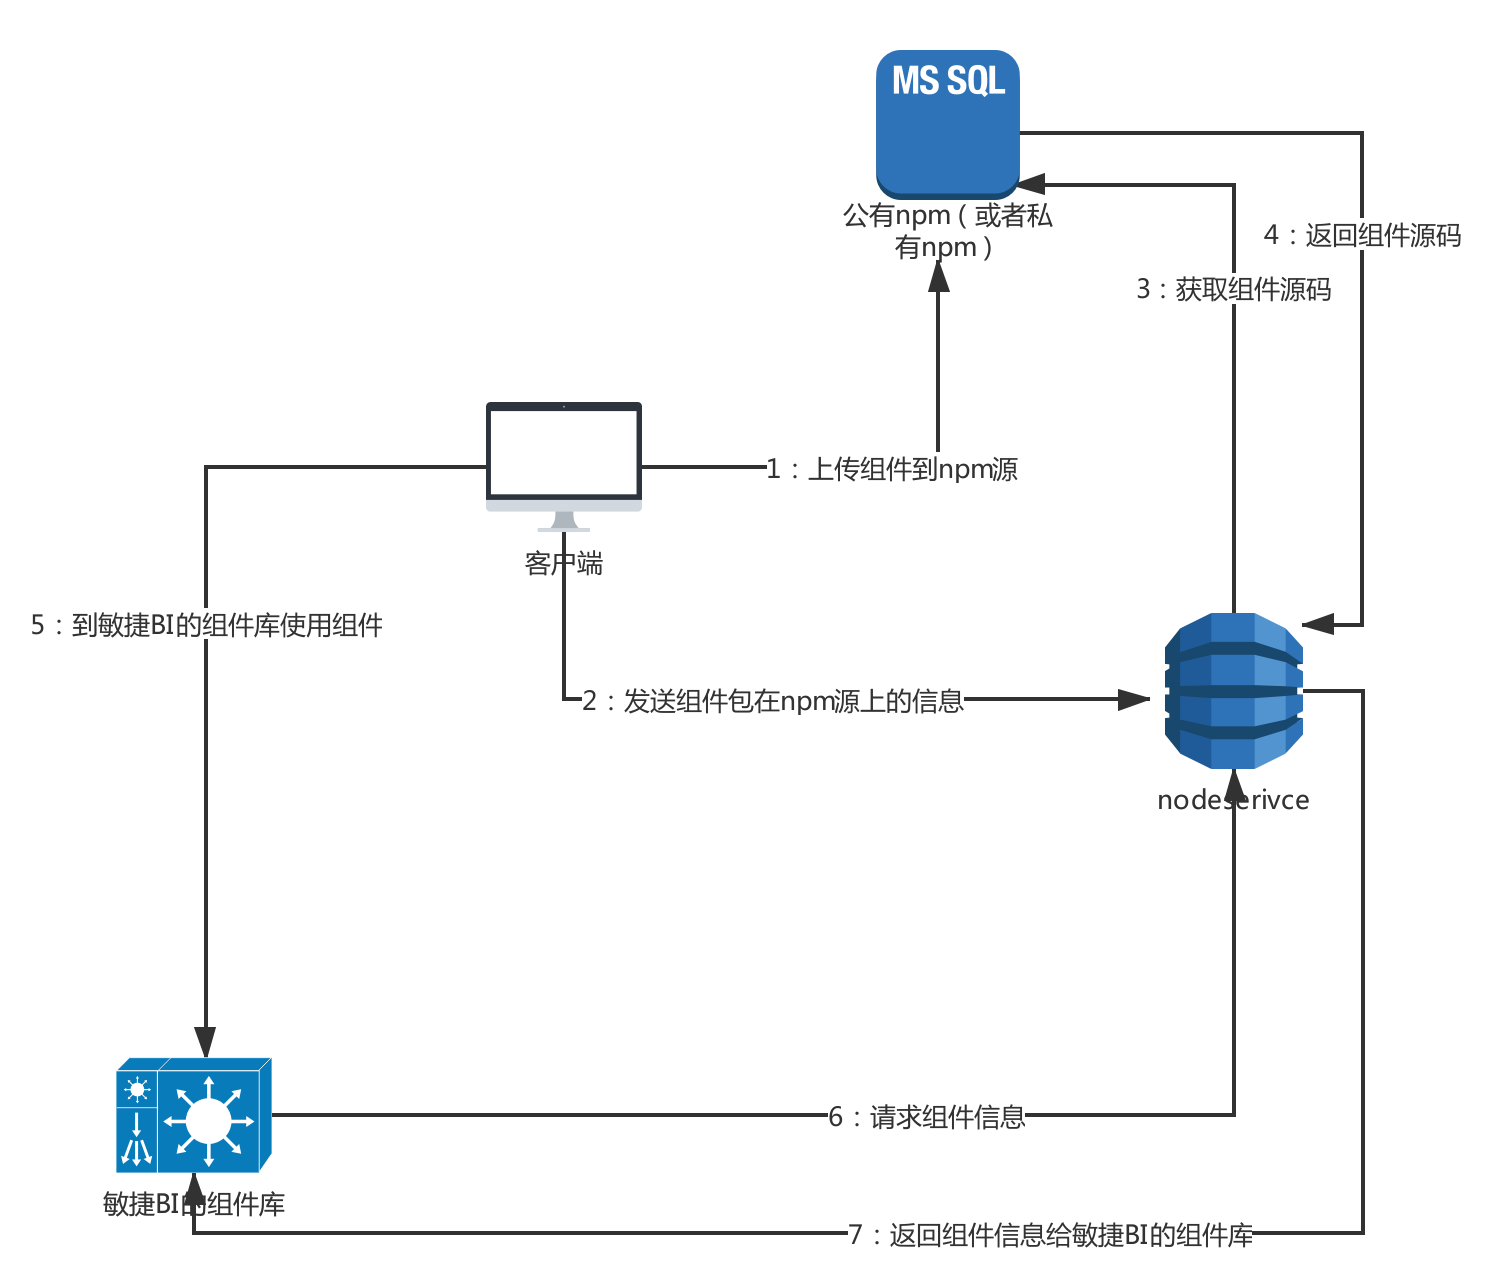 MS SQL
公有npm（或者私
有npm）
4：返回组件源码
3：获取组件源码
1：上传组件到npm源
客户端
5：到敏捷BI的组件库使用组件
2：发送组件包在npm源上的信息
nodeserivce
6：请求组件信息
敏捷BI的组件库
7：返回组件信息给敏捷BI的组件库